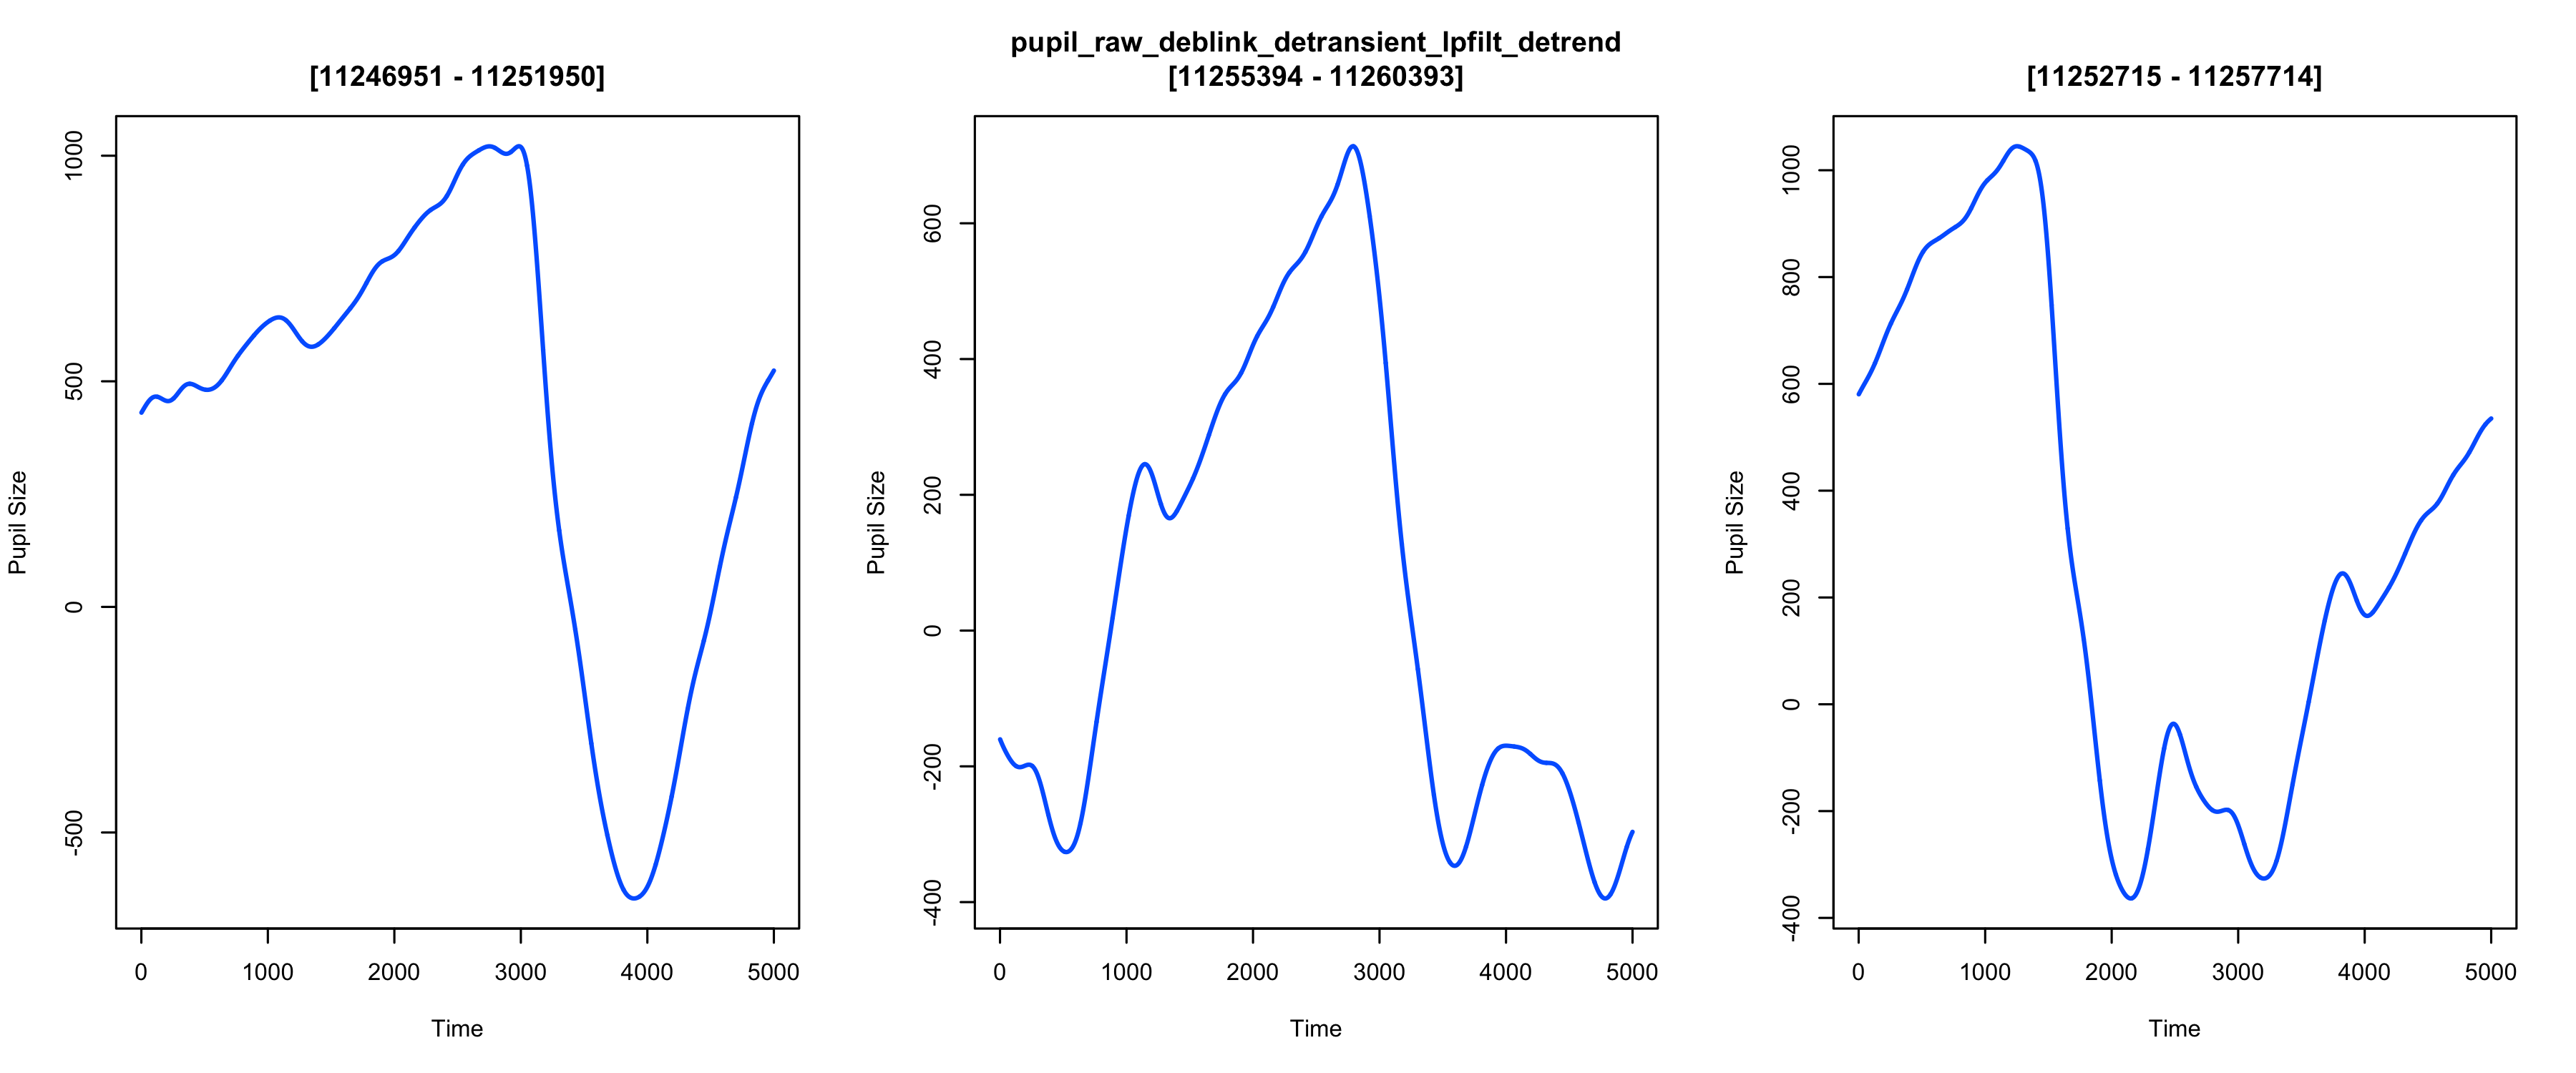 pupil_raw_deblink_detransient_lpfilt_detrend
[11246951 - 11251950]
[11255394 - 11260393]
[11252715 - 11257714]
Pupil Size
1000
500
0
-500
0 1000 2000 3000 4000 5000
Time
Pupil Size
600
400
200
0
-200
-400
0 1000 2000 3000 4000 5000
Time
Pupil Size
1000
800
600
400
200
0
-200
-400
0 1000 2000 3000 4000 5000
Time